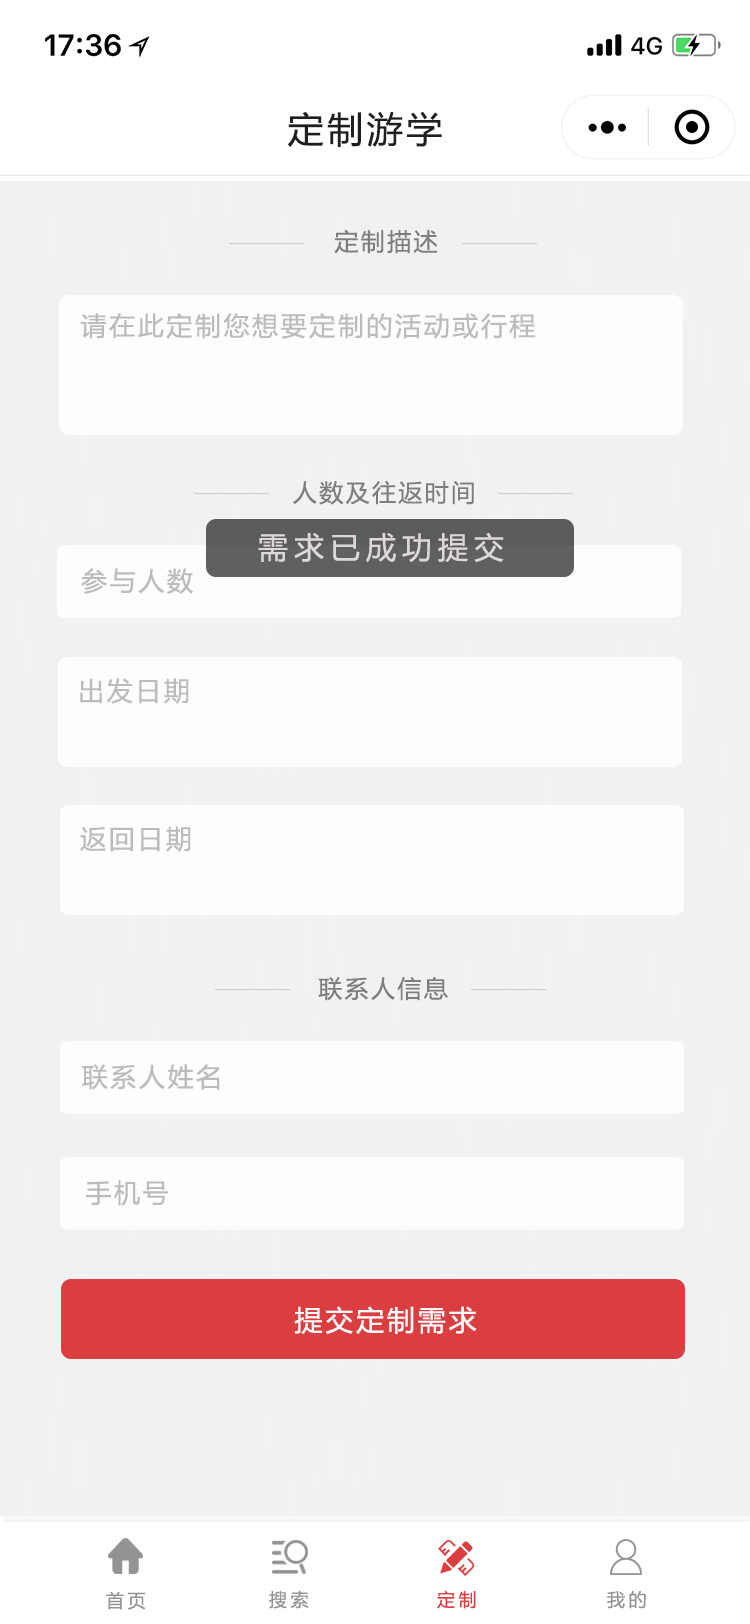 17:36
4G
定制游学
定制描述
请在此定制您想要定制的活动或行程
人数及往返时间
需求已成功提交
参与人数
出发日期
返回日期
联系人信息
联系人姓名
手机号
提交定制需求
首页 搜索 定制 我的